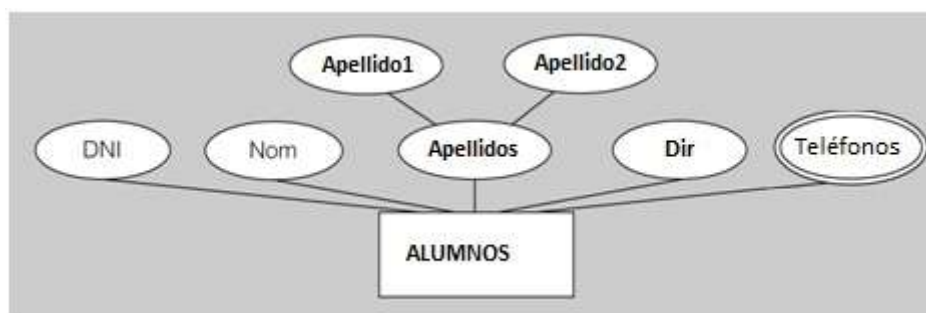 Apellido1 Apellido2
DNI Nom Apellidos Dir Teléfonos
ALUMNOS